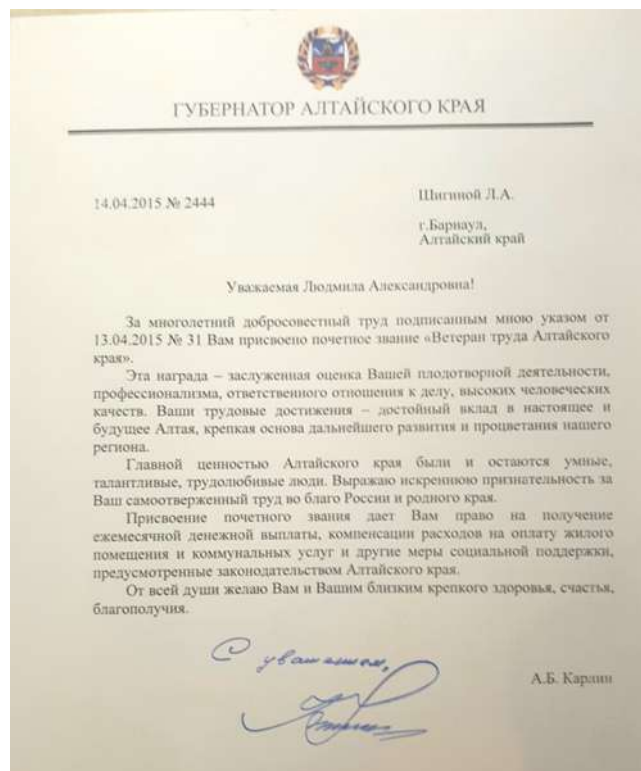 ГУБЕРНАТОР АЛТАЙСКОГО КРАЯ
14.04.2015 № 2444
Шигиной Л.А.
г.Барнаул,
Алтайский край
Уважаемая Людмила Александровна!
За многолетний добросовестный труд подписанным мною указом от
13.04.2015 № 31 Вам присвоено почетное звание «Ветеран труда Алтайского
края».
Эта награда – заслуженная оценка Вашей плодотворной деятельности,
профессионализма, ответственного отношения к делу, высоких человеческих
качеств. Ваши трудовые достижения – достойный вклад в настоящее и
будущее Алтая, крепкая основа дальнейшего развития и процветания нашего
региона.
Главной ценностью Алтайского края были и остаются умные,
талантливые, трудолюбивые люди. Выражаю искреннюю признательность за
Ваш самоотверженный труд во благо России и родного края.
Присвоение почетного звания дает Вам право на получение
ежемесячной денежной выплаты, компенсации расходов на оплату жилого
помещения и коммунальных услуг и другие меры социальной поддержки,
предусмотренные законодательством Алтайского края.
От всей души желаю Вам и Вашим близким крепкого здоровья, счастья,
благополучия.
С уважением,
А.Б. Карлин